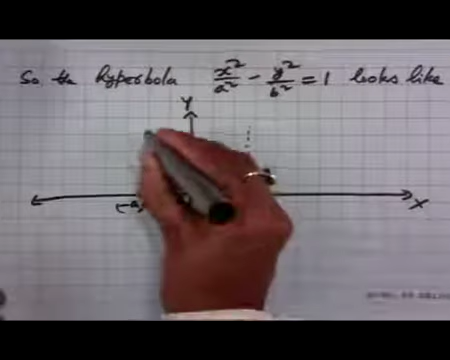 So the hyperbola x²/a² - y²/b² = 1 looks like
Y
X
(-a,